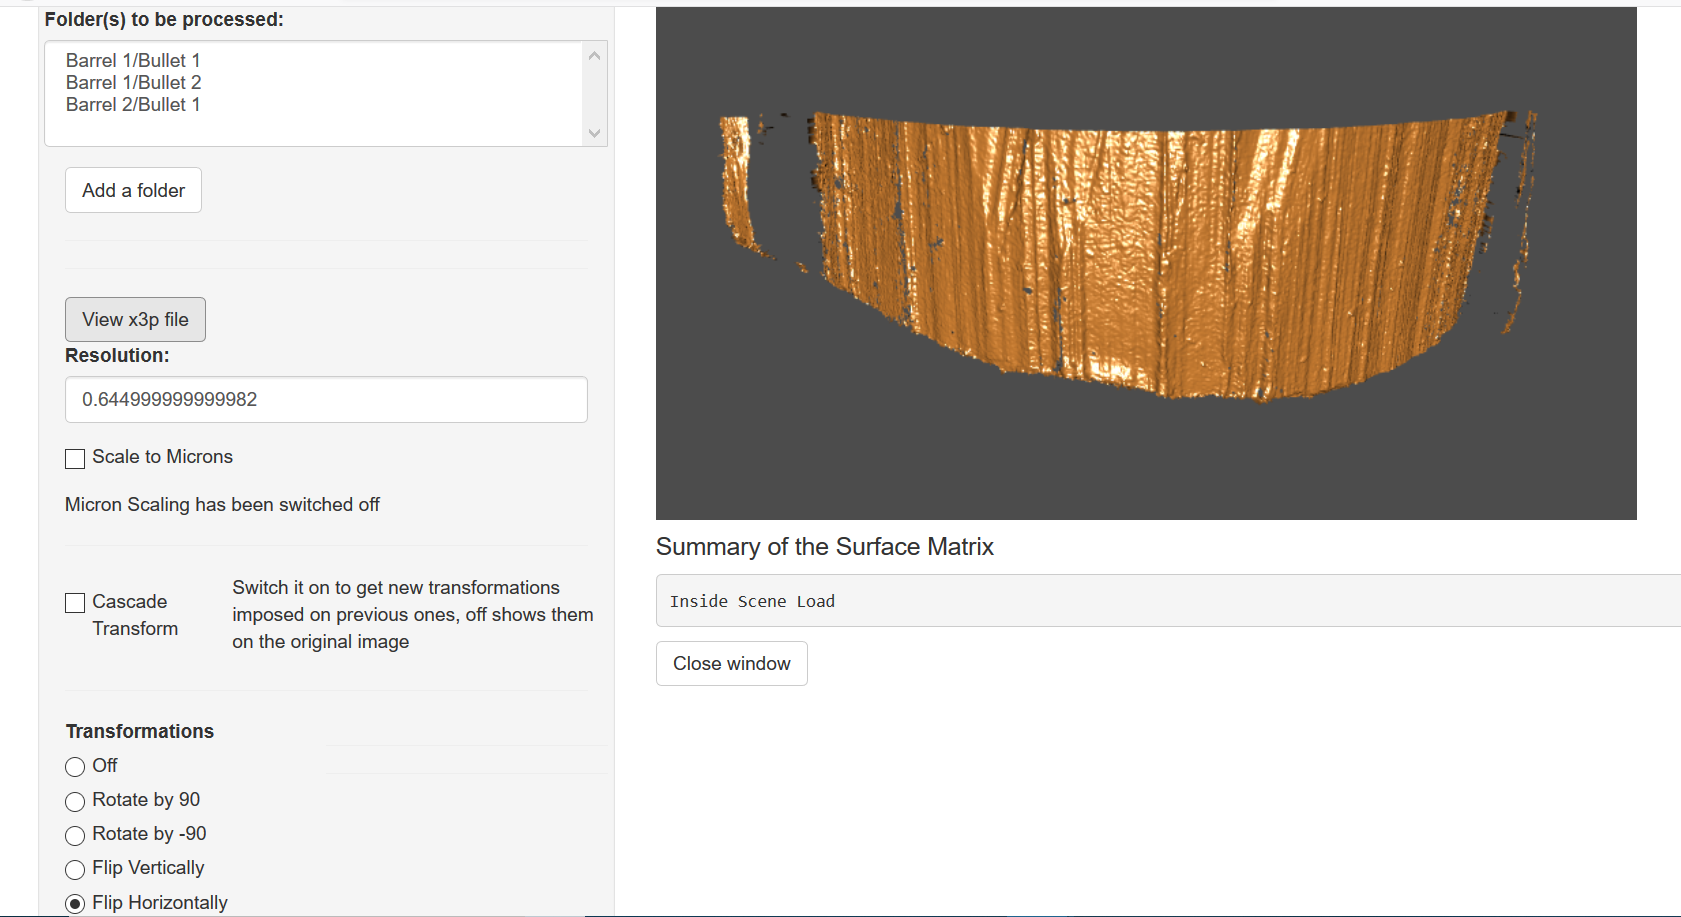 Folder(s) to be processed:
Barrel 1/Bullet 1
Barrel 1/Bullet 2
Barrel 2/Bullet 1
Add a folder
View x3p file
Resolution:
0.644999999999982
Scale to Microns
Micron Scaling has been switched off
Cascade
Transform
Switch it on to get new transformations
imposed on previous ones, off shows them
on the original image
Transformations
Off
Rotate by 90
Rotate by -90
Flip Vertically
Flip Horizontally
Summary of the Surface Matrix
Inside Scene Load
Close window